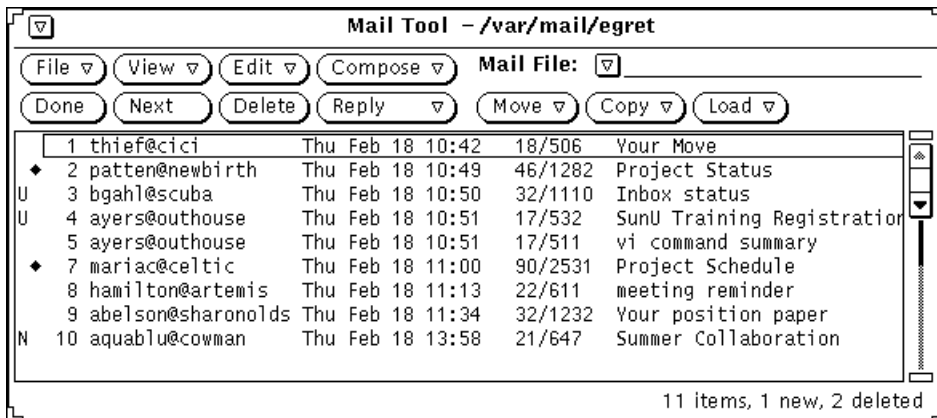 Mail Tool – /var/mail/egret
File View Edit Compose Mail File:
Done Next Delete Reply Move Copy Load
1 thief@cici Thu Feb 18 10:42 18/506 Your Move
2 patten@newbirth Thu Feb 18 10:49 46/1282 Project Status
U 3 bgahl@scuba Thu Feb 18 10:50 32/1110 Inbox status
U 4 ayers@outhouse Thu Feb 18 10:51 17/532 SunU Training Registration
5 ayers@outhouse Thu Feb 18 10:51 17/511 vi command summary
7 mariac@celtic Thu Feb 18 11:00 90/2531 Project Schedule
8 hamilton@artemis Thu Feb 18 11:13 22/611 meeting reminder
9 abelson@sharonolds Thu Feb 18 11:34 32/1232 Your position paper
N 10 aquablu@cowman Thu Feb 18 13:58 21/647 Summer Collaboration
11 items, 1 new, 2 deleted